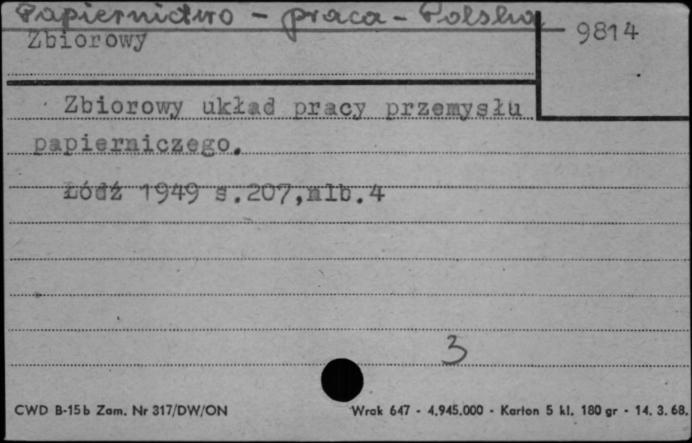 Papiernictwo - praca - Polska
Zbiorowy
9814
Zbiorowy układ pracy przemysłu
papierniczego.
Łódź 1949 s.207,nlb.4
3
CWD B-15b Zam. Nr 317/DW/ON
Wrak 647 - 4.945.000 - Karton 5 kl. 180 gr - 14. 3. 68.